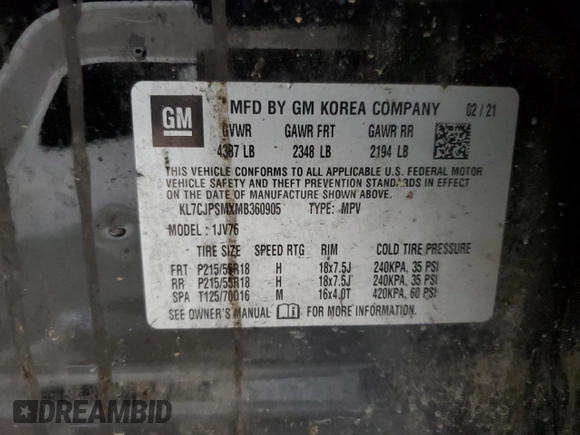 GM
MFD BY GM KOREA COMPANY 02/21
GVWR GAWR FRT GAWR RR
4387 LB 2348 LB 2194 LB
THIS VEHICLE CONFORMS TO ALL APPLICABLE U.S. FEDERAL MOTOR
VEHICLE SAFETY AND THEFT PREVENTION STANDARDS IN EFFECT
ON THE DATE OF MANUFACTURE SHOWN ABOVE.
KL7CJPSMXMB360905 TYPE: MPV
MODEL: 1JV76
TIRE SIZE SPEED RTG RIM COLD TIRE PRESSURE
FRT P215/55R18 H 18x7.5J 240KPA, 35 PSI
RR P215/55R18 H 18x7.5J 240KPA, 35 PSI
SPA T125/70D16 M 16x4.0T 420KPA, 60 PSI
SEE OWNER'S MANUAL FOR MORE INFORMATION.
DREAMBID